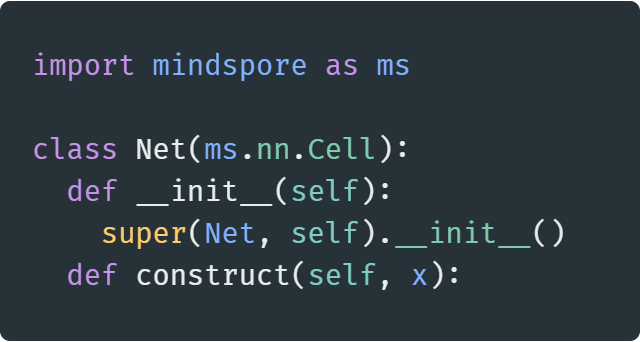 import mindspore as ms

class Net(ms.nn.Cell):
  def __init__(self):
    super(Net, self).__init__()
  def construct(self, x):